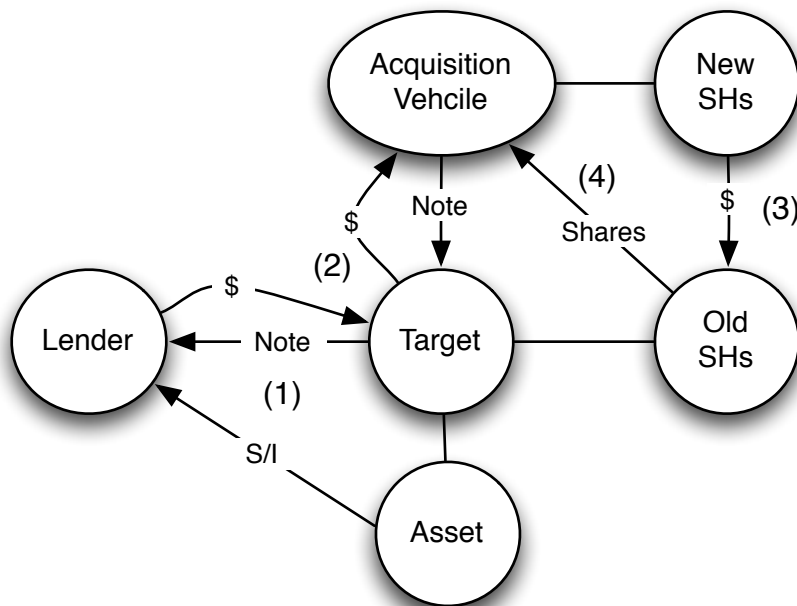 Acquisition
Vehcile
New
SHs
(4)
$
Note
$
(3)
Shares
(2)
$
Lender
Note
Target
Old
SHs
(1)
S/I
Asset